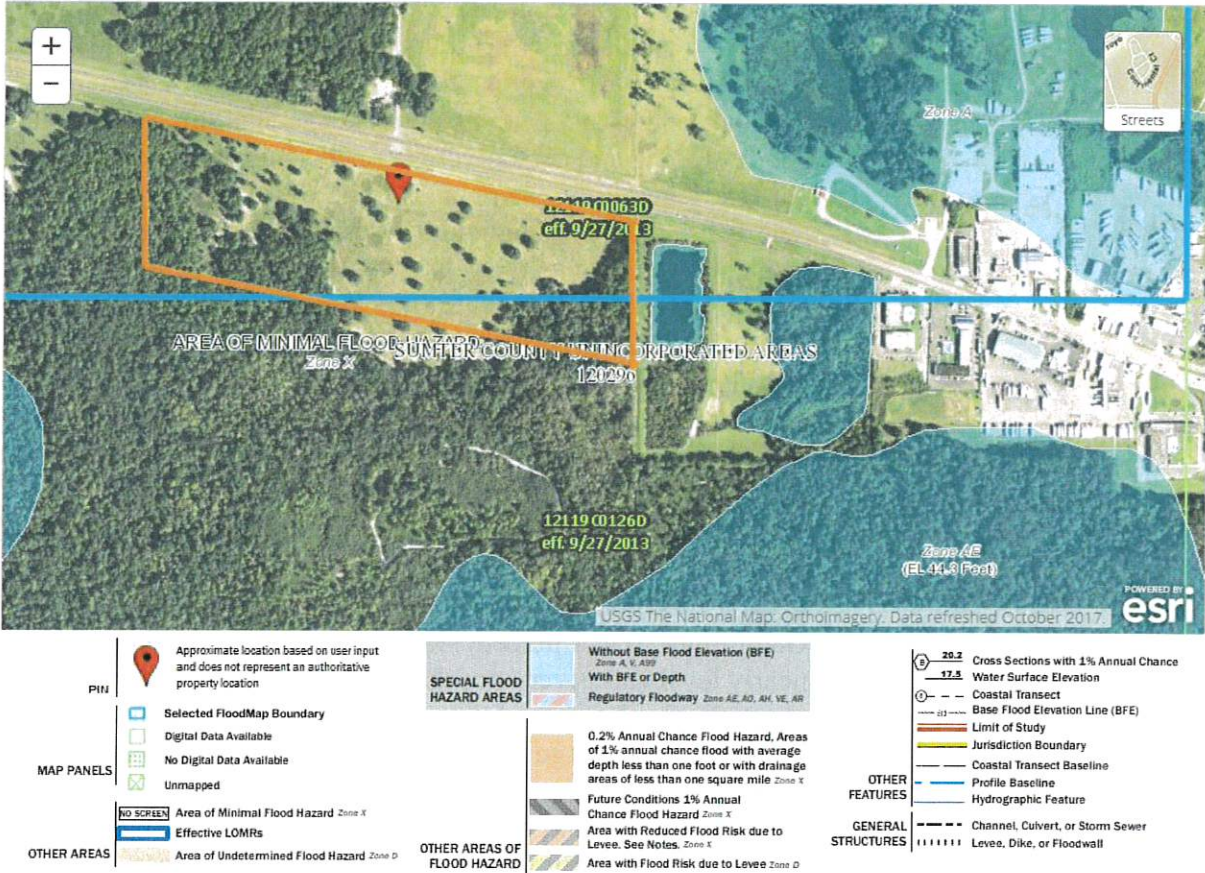 +
−
Zone A
Streets
12119C0063D
eff. 9/27/2013
AREA OF MINIMAL FLOOD HAZARD
Zone X
SUMTER COUNTY UNINCORPORATED AREAS
120296
12119C0126D
eff. 9/27/2013
Zone AE
(EL 44.3 Feet)
USGS The National Map: Orthoimagery. Data refreshed October 2017.
POWERED BY
esri
PIN
Approximate location based on user input
and does not represent an authoritative
property location
MAP PANELS
Selected FloodMap Boundary
Digital Data Available
No Digital Data Available
Unmapped
OTHER AREAS
NO SCREEN Area of Minimal Flood Hazard Zone X
Effective LOMRs
Area of Undetermined Flood Hazard Zone D
SPECIAL FLOOD
HAZARD AREAS
Without Base Flood Elevation (BFE)
Zone A, V, A99
With BFE or Depth
Regulatory Floodway Zone AE, AO, AH, VE, AR
OTHER AREAS OF
FLOOD HAZARD
0.2% Annual Chance Flood Hazard, Areas
of 1% annual chance flood with average
depth less than one foot or with drainage
areas of less than one square mile Zone X
Future Conditions 1% Annual
Chance Flood Hazard Zone X
Area with Reduced Flood Risk due to
Levee. See Notes. Zone X
Area with Flood Risk due to Levee Zone D
OTHER
FEATURES
B 20.2 Cross Sections with 1% Annual Chance
17.5 Water Surface Elevation
Coastal Transect
Base Flood Elevation Line (BFE)
Limit of Study
Jurisdiction Boundary
Coastal Transect Baseline
Profile Baseline
Hydrographic Feature
GENERAL
STRUCTURES
Channel, Culvert, or Storm Sewer
Levee, Dike, or Floodwall